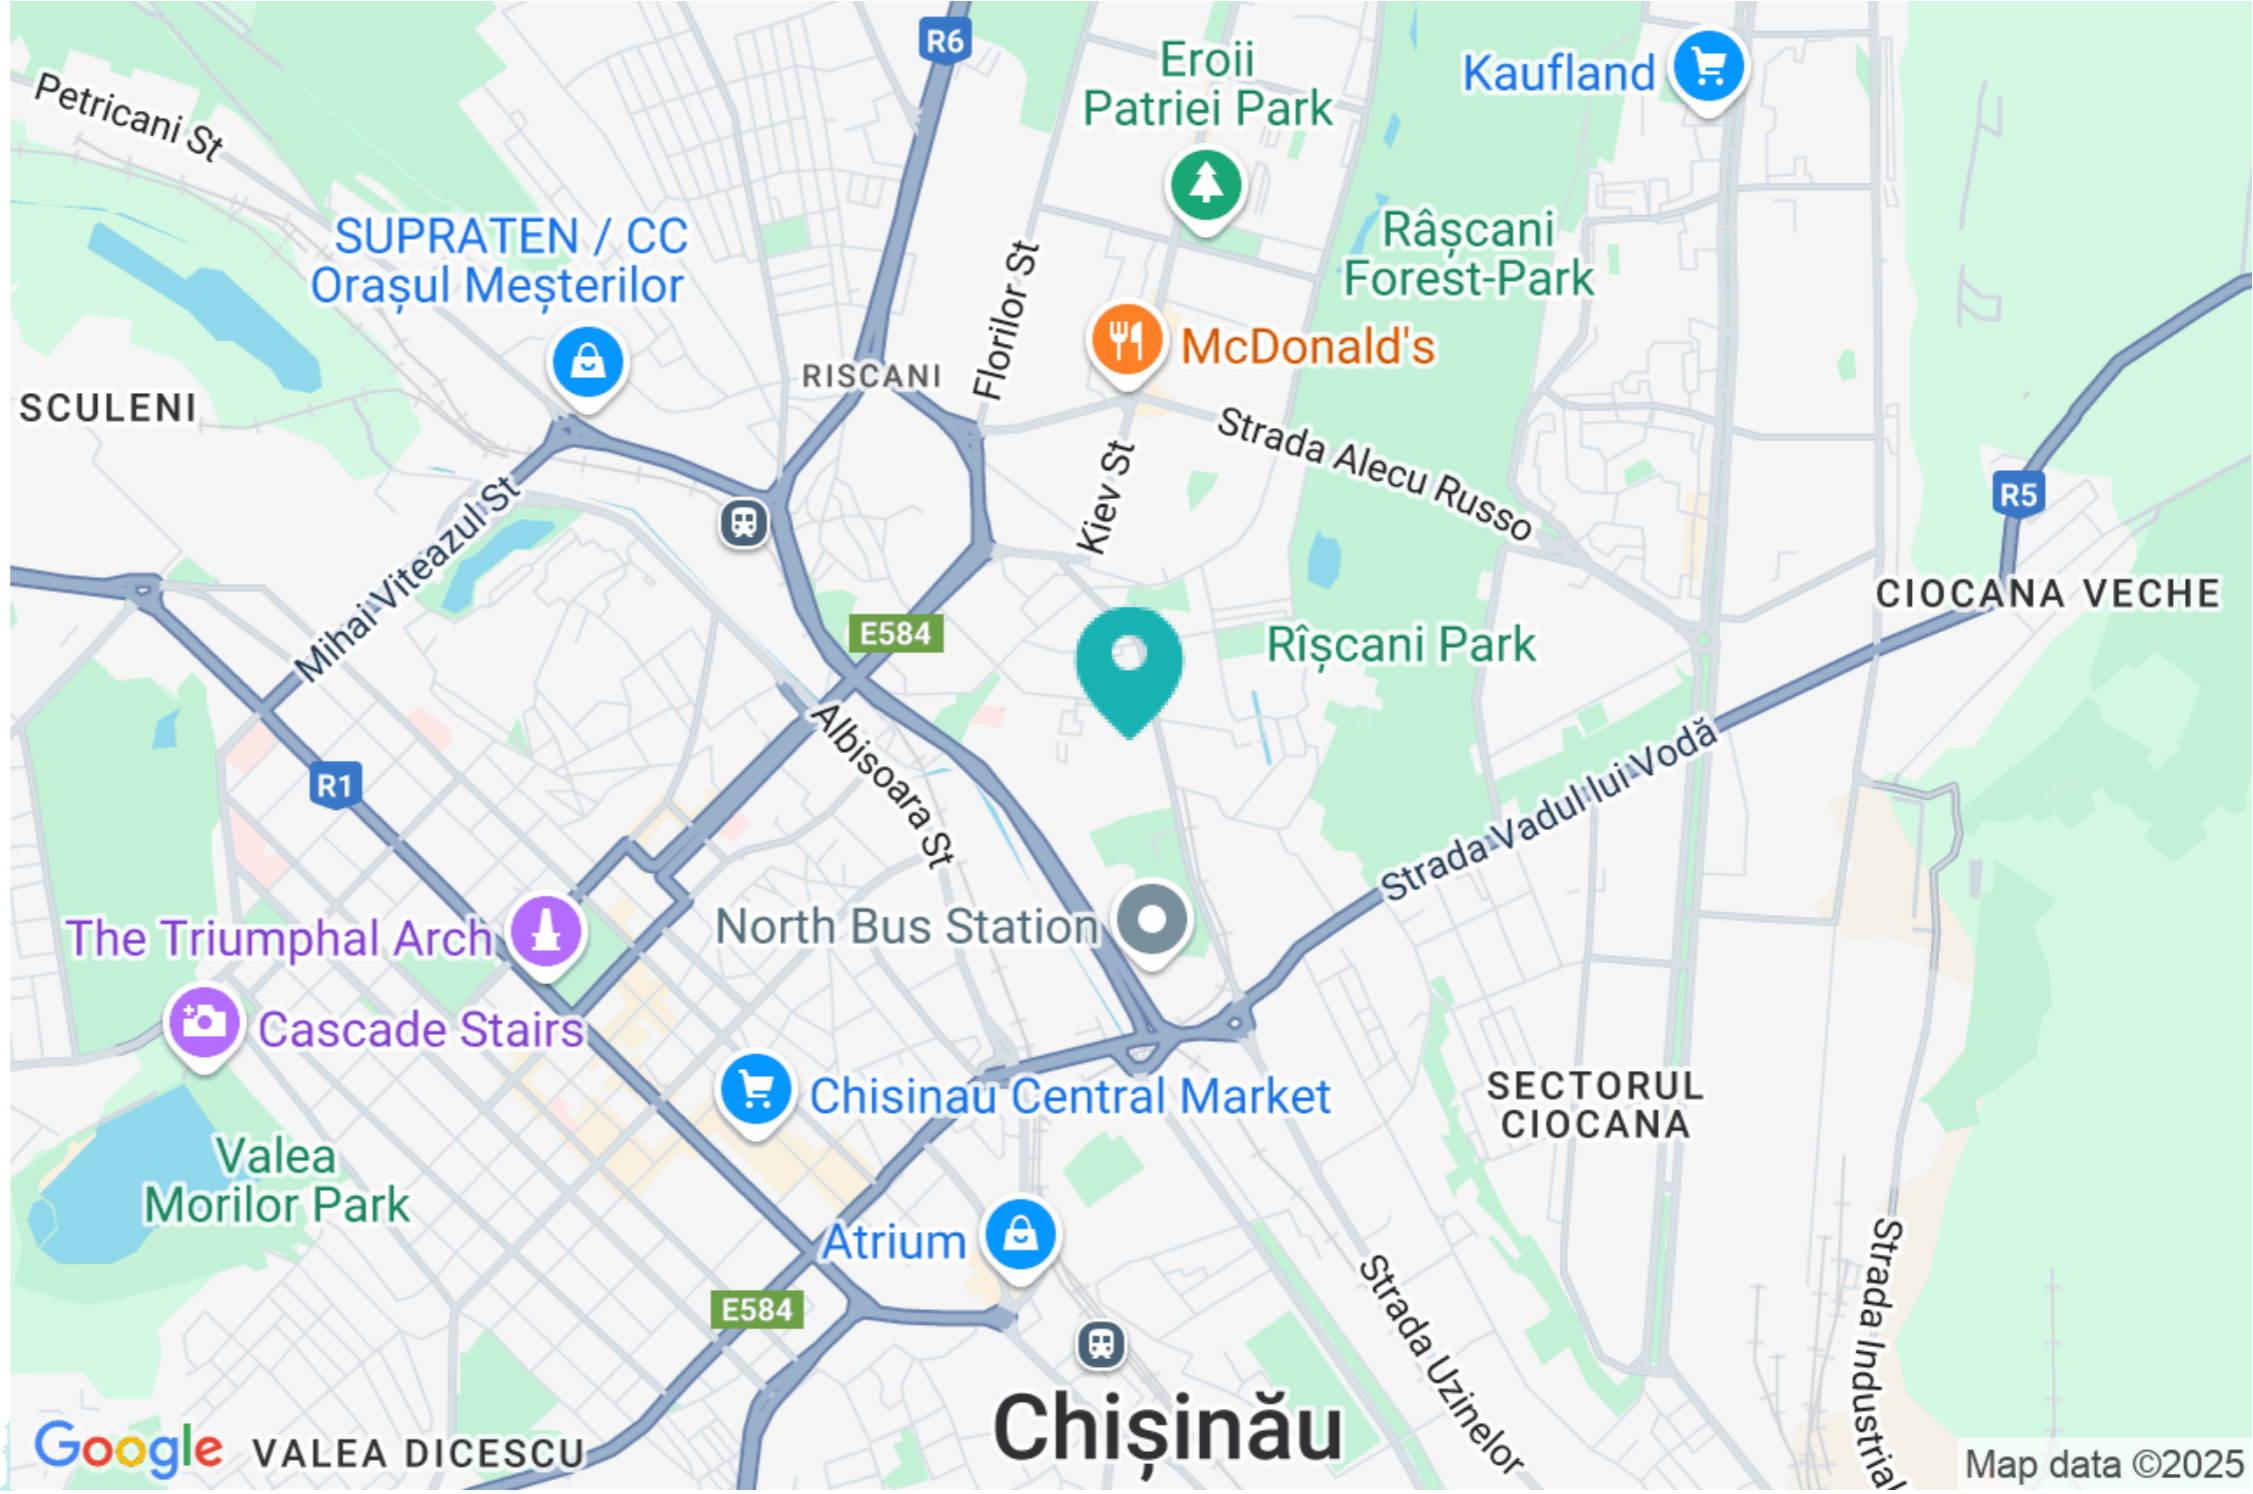 R6
Eroii
Patriei Park
Kaufland
Petricani St
SUPRATEN / CC
Orașul Meșterilor
Râșcani
Forest-Park
Florilor St
McDonald's
RISCANI
SCULENI
Strada Alecu Russo
Kiev St
R5
Mihai Viteazul St
CIOCANA VECHE
E584
Rîșcani Park
Albisoara St
R1
Strada Vadul lui Vodă
The Triumphal Arch
North Bus Station
Cascade Stairs
Chisinau Central Market
SECTORUL
CIOCANA
Valea
Morilor Park
Atrium
Strada Uzinelor
Strada Industrial
E584
Chișinău
Google
VALEA DICESCU
Map data ©2025